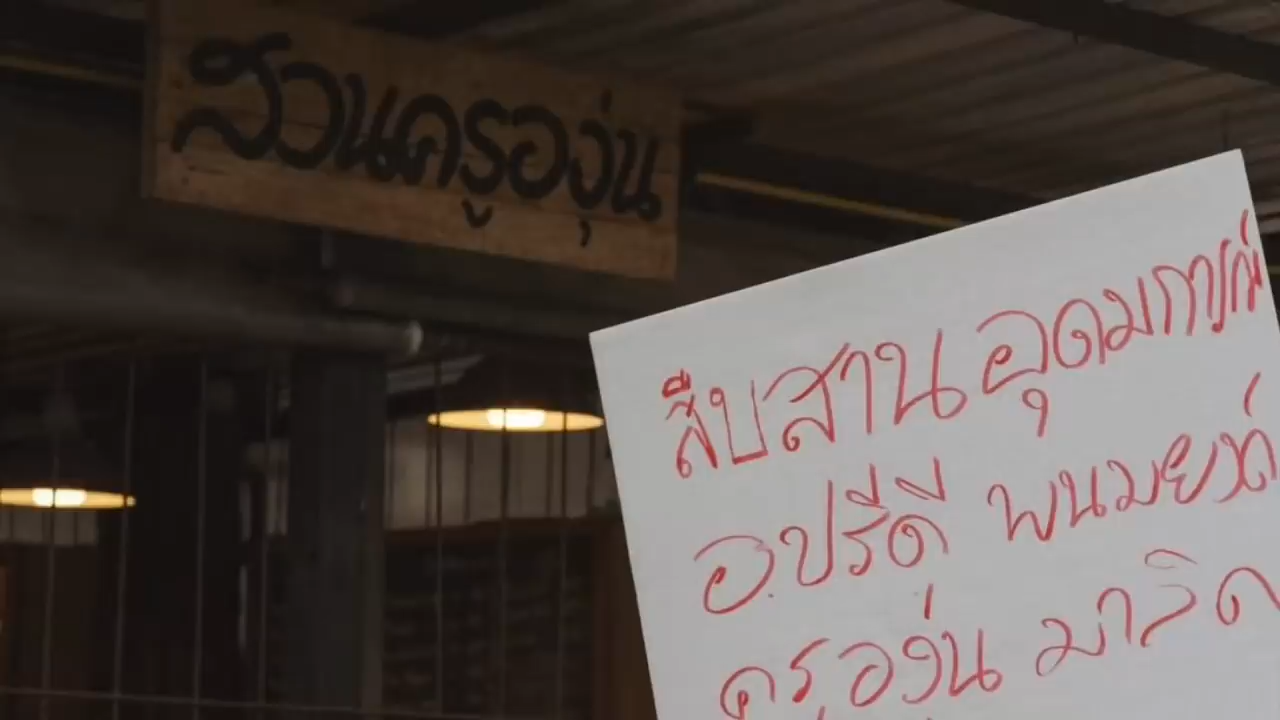 สวนครูองุ่น
สืบสานอุดมการณ์
อ.ปรีดี พนมยงค์
ครูองุ่น มาลิก